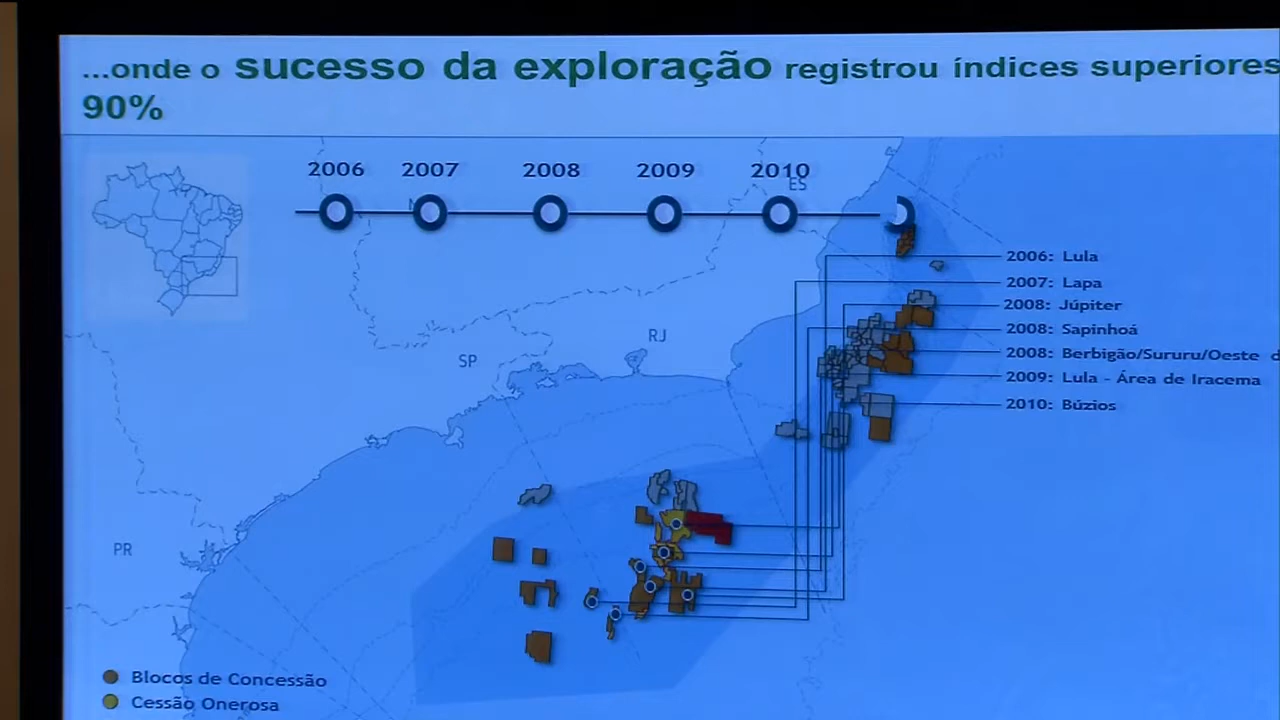 ...onde o sucesso da exploração registrou índices superiores
90%
2006 2007 2008 2009 2010
ES
2006: Lula
2007: Lapa
2008: Júpiter
2008: Sapinhoá
2008: Berbigão/Sururu/Oeste
2009: Lula - Área de Iracema
2010: Búzios
RJ
SP
PR
Blocos de Concessão
Cessão Onerosa